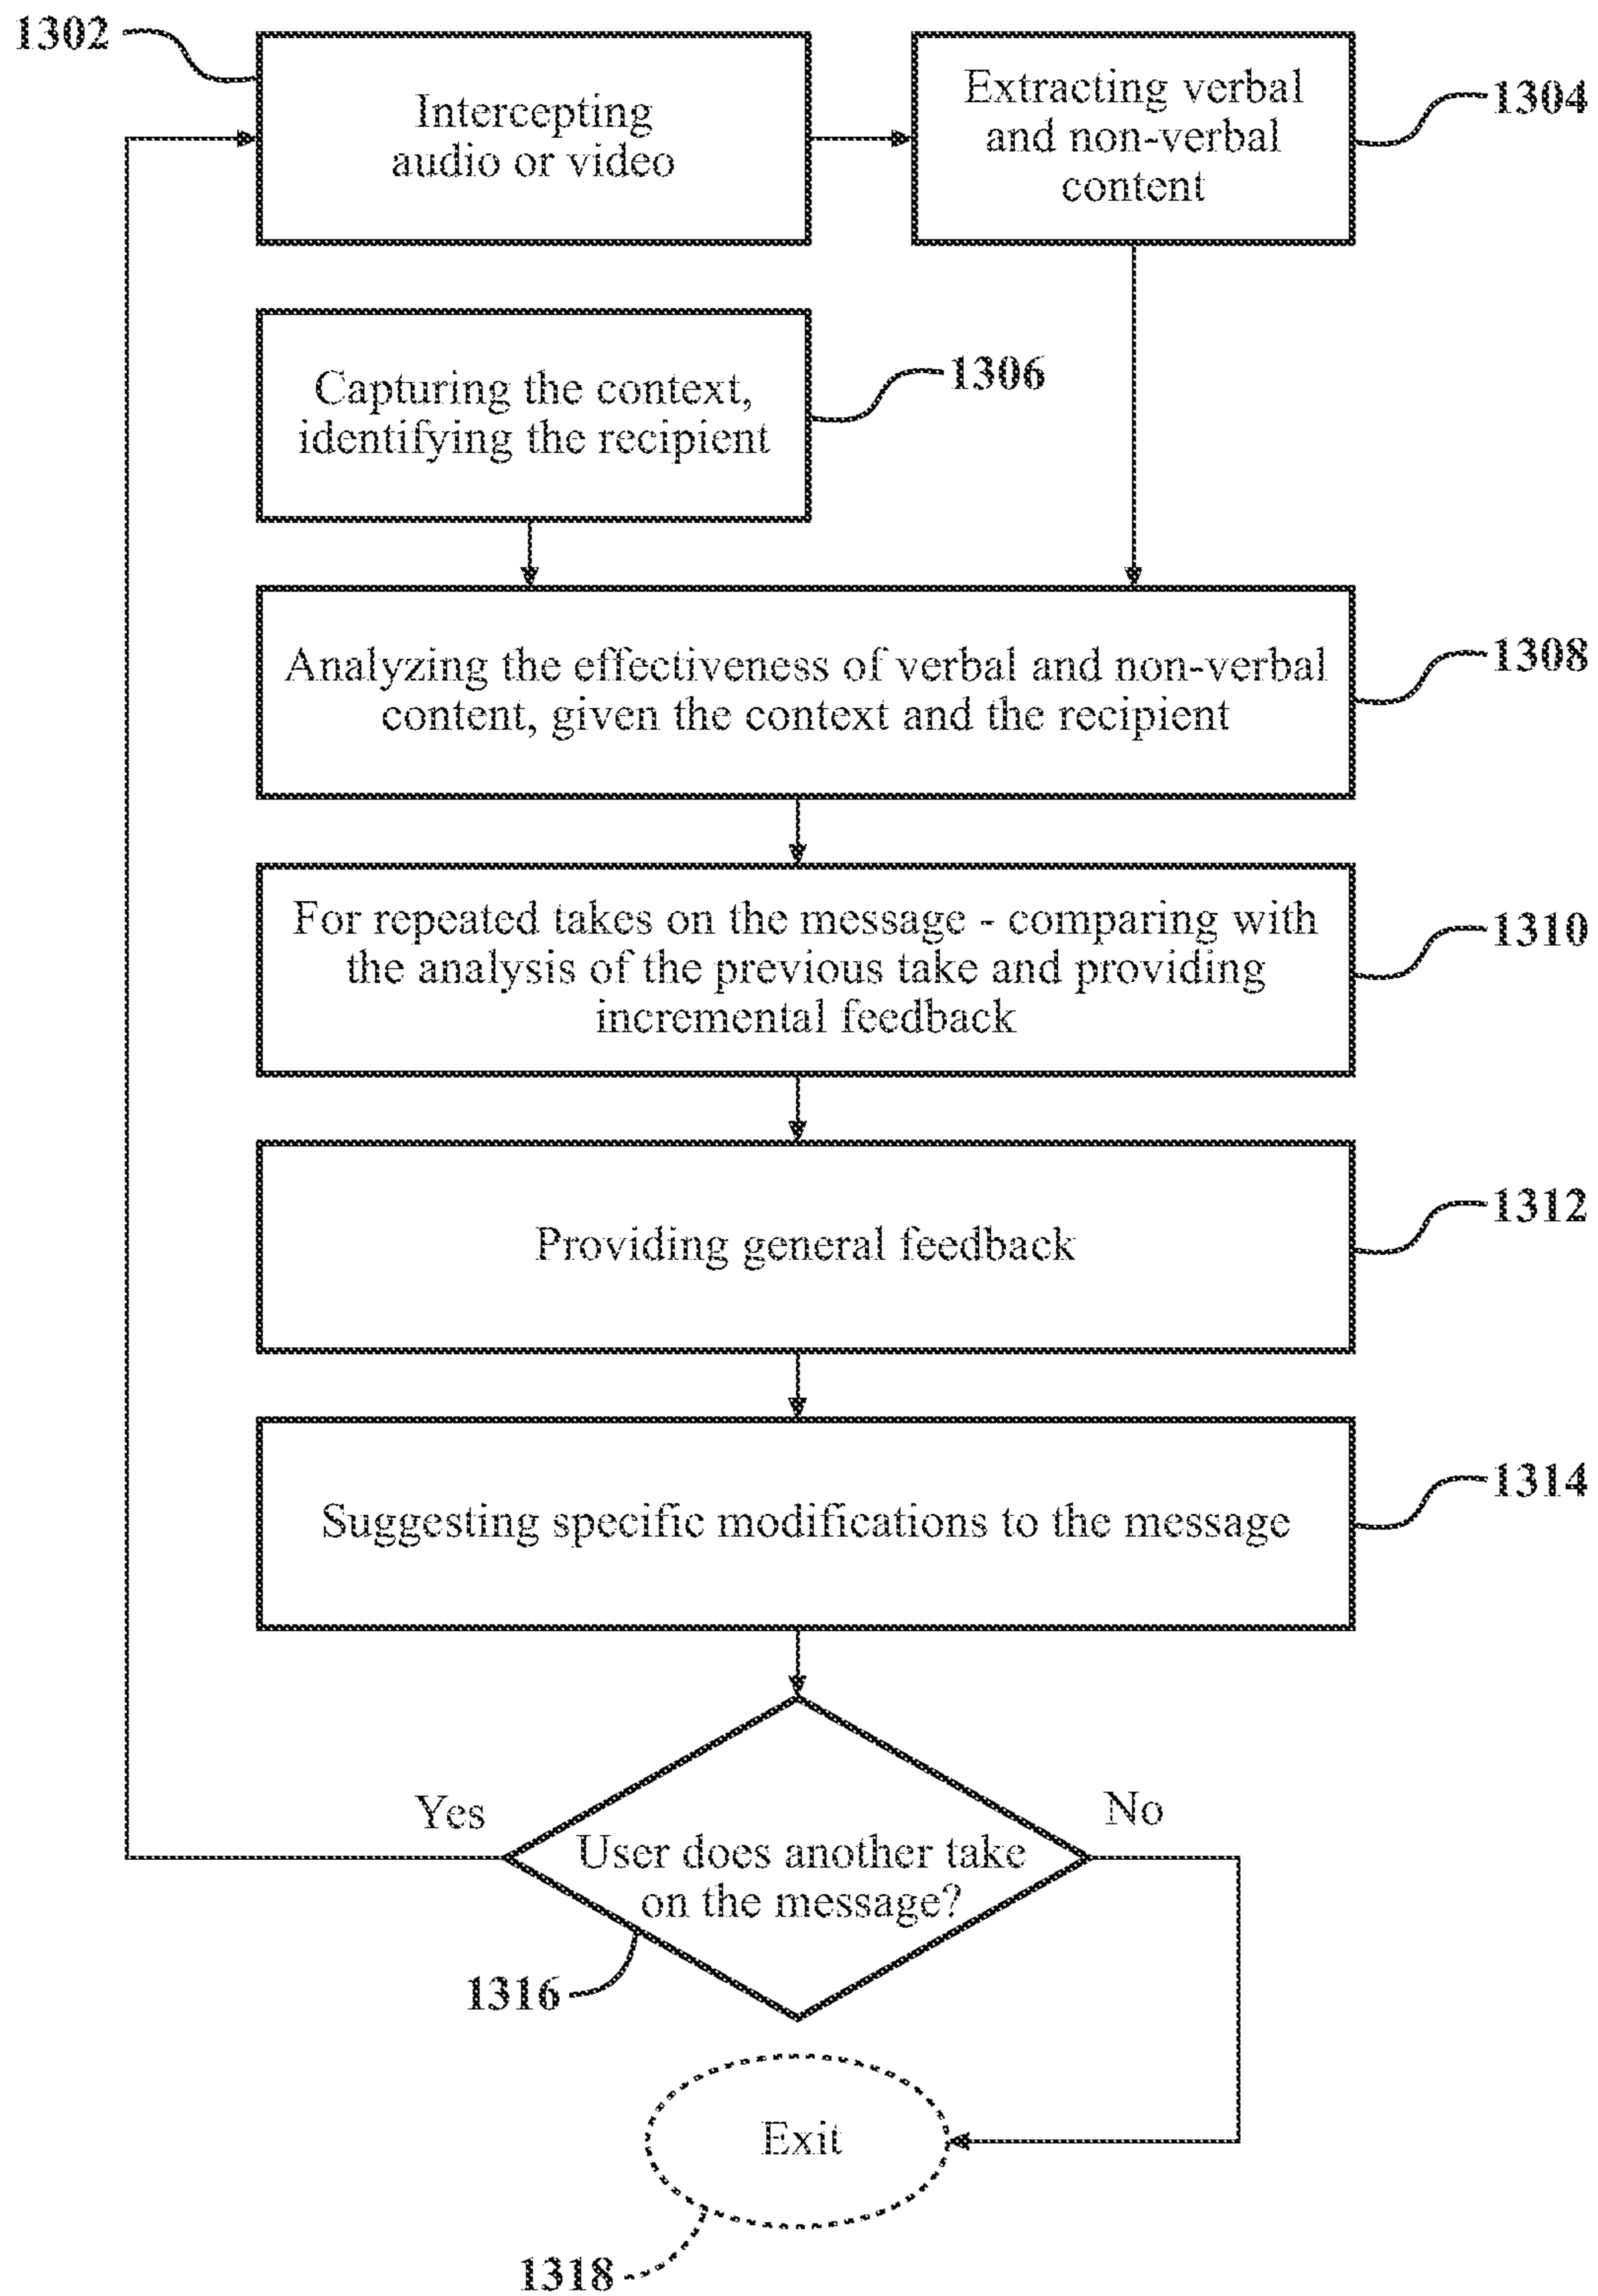 1302
Intercepting
audio or video
Extracting verbal
and non-verbal
content
1304
Capturing the context,
identifying the recipient
1306
Analyzing the effectiveness of verbal and non-verbal
content, given the context and the recipient
1308
For repeated takes on the message - comparing with
the analysis of the previous take and providing
incremental feedback
1310
Providing general feedback
1312
Suggesting specific modifications to the message
1314
Yes
No
User does another take
on the message?
1316
Exit
1318